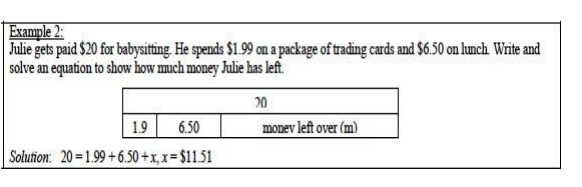 Example 2:
Julie gets paid $20 for babysitting. He spends $1.99 on a package of trading cards and $6.50 on lunch. Write and
solve an equation to show how much money Julie has left.
20
1.9 6.50 money left over (m)
Solution: 20 = 1.99 + 6.50 + x, x = $11.51